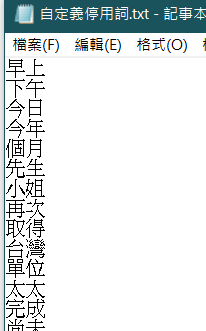 自定義停用詞.txt - 記事本
檔案(F) 編輯(E) 格式(O)
早上
下午
今日
今年
個月
先生
小姐
再次
取得
台灣
單位
太太
完成
尚未